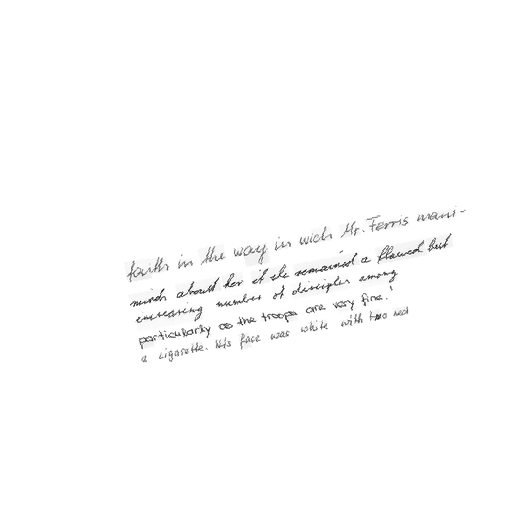 faith in the way in wich Mr. Ferris mani-
minds about her if she remained a flawed but
increasing number of disciples among
particularly as the troops are very fine.'
a cigarette. His face was white with two red